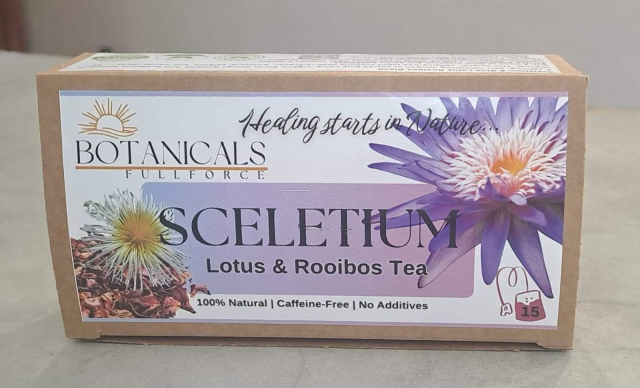 Healing starts in Nature...
BOTANICALS
FULLFORCE
SCELETIUM
Lotus & Rooibos Tea
100% Natural | Caffeine-Free | No Additives
15